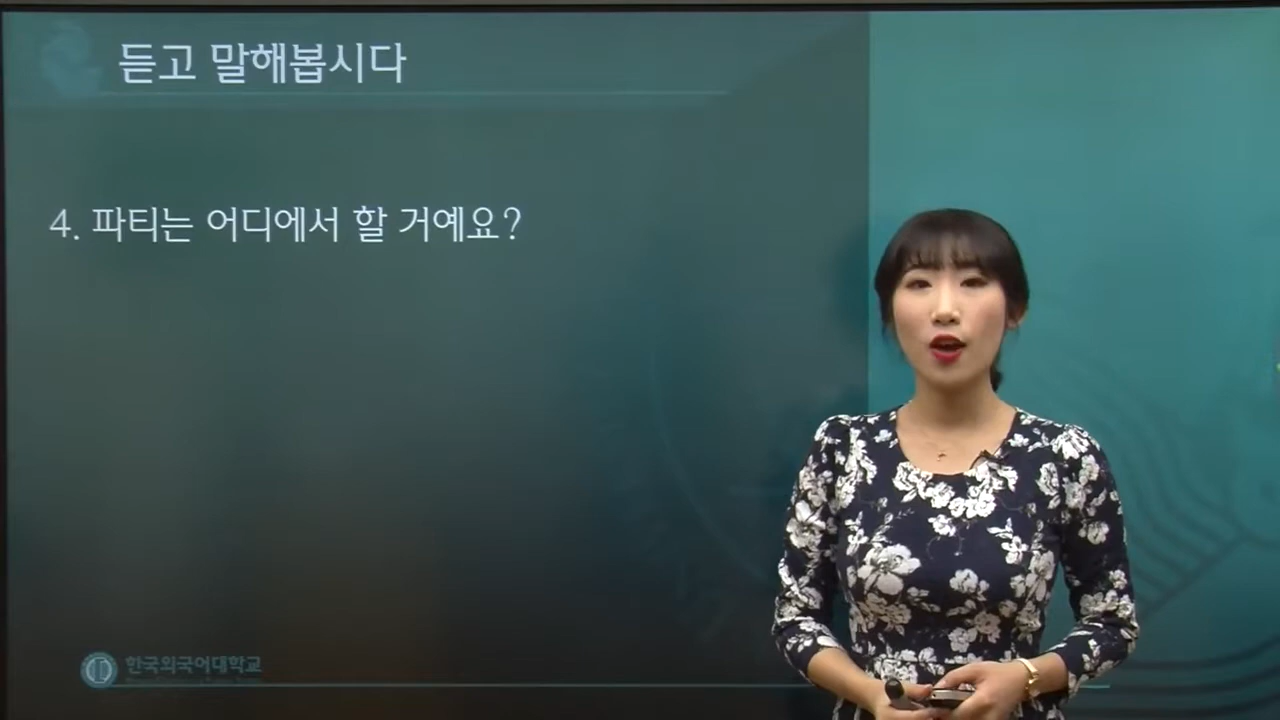 듣고 말해봅시다
4. 파티는 어디에서 할 거예요?
한국외국어대학교